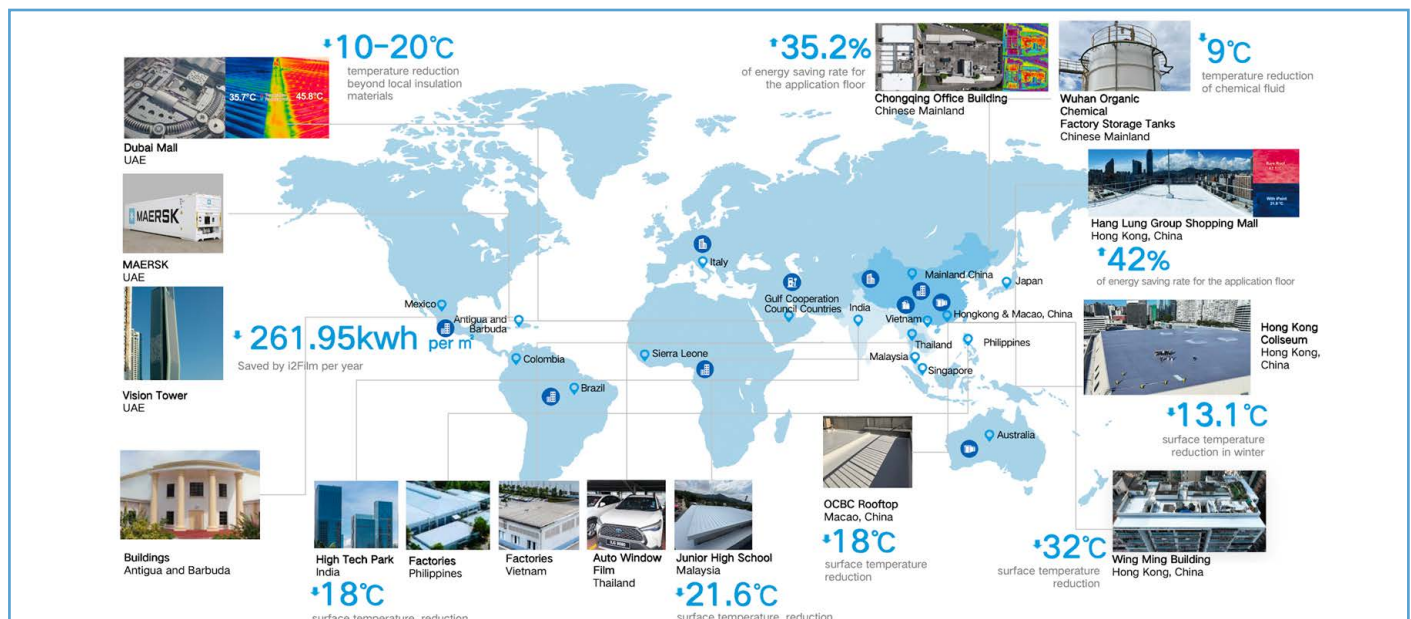 10-20℃
temperature reduction
beyond local insulation
materials
35.7°C
45.8°C
Dubai Mall
UAE
35.2%
of energy saving rate for
the application floor
Chongqing Office Building
Chinese Mainland
Wuhan Organic
Chemical
Factory Storage Tanks
Chinese Mainland
9℃
temperature reduction
of chemical fluid
MAERSK
MAERSK
UAE
Hang Lung Group Shopping Mall
Hong Kong, China
42%
of energy saving rate for the application floor
Vision Tower
UAE
261.95kwh per m²
Saved by i2Film per year
Italy
Mexico
Antigua and
Barbuda
Colombia
Brazil
Sierra Leone
Gulf Cooperation
Council Countries
India
Mainland China
Japan
Hongkong & Macao, China
Vietnam
Thailand
Philippines
Malaysia
Singapore
Australia
Hong Kong
Coliseum
Hong Kong,
China
13.1℃
surface temperature
reduction in winter
Buildings
Antigua and Barbuda
High Tech Park
India
18℃
surface temperature reduction
Factories
Philippines
Factories
Vietnam
Auto Window
Film
Thailand
Junior High School
Malaysia
21.6℃
surface temperature reduction
OCBC Rooftop
Macao, China
18℃
surface temperature
reduction
32℃
surface temperature
reduction
Wing Ming Building
Hong Kong, China